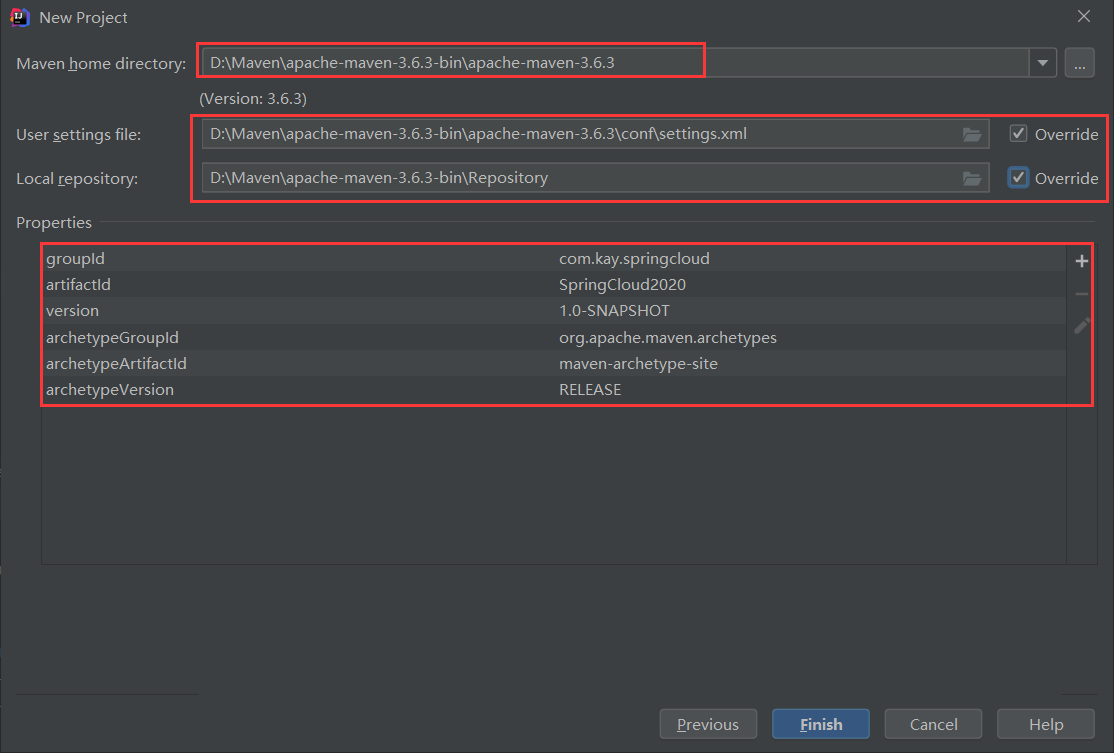 New Project
Maven home directory: D:\Maven\apache-maven-3.6.3-bin\apache-maven-3.6.3 ...
(Version: 3.6.3)
User settings file: D:\Maven\apache-maven-3.6.3-bin\apache-maven-3.6.3\conf\settings.xml Override
Local repository: D:\Maven\apache-maven-3.6.3-bin\Repository Override
Properties
groupId com.kay.springcloud
artifactId SpringCloud2020
version 1.0-SNAPSHOT
archetypeGroupId org.apache.maven.archetypes
archetypeArtifactId maven-archetype-site
archetypeVersion RELEASE
Previous Finish Cancel Help